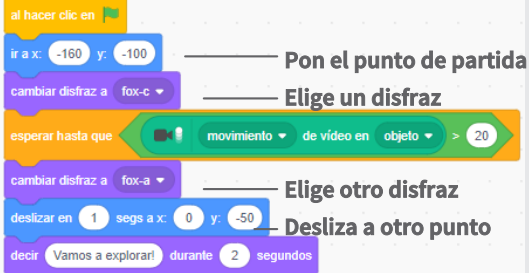 al hacer clic en
ir a x: -160 y: -100
Pon el punto de partida
cambiar disfraz a fox-c
Elige un disfraz
esperar hasta que movimiento de vídeo en objeto > 20
cambiar disfraz a fox-a
Elige otro disfraz
deslizar en 1 segs a x: 0 y: -50
Desliza a otro punto
decir Vamos a explorar! durante 2 segundos